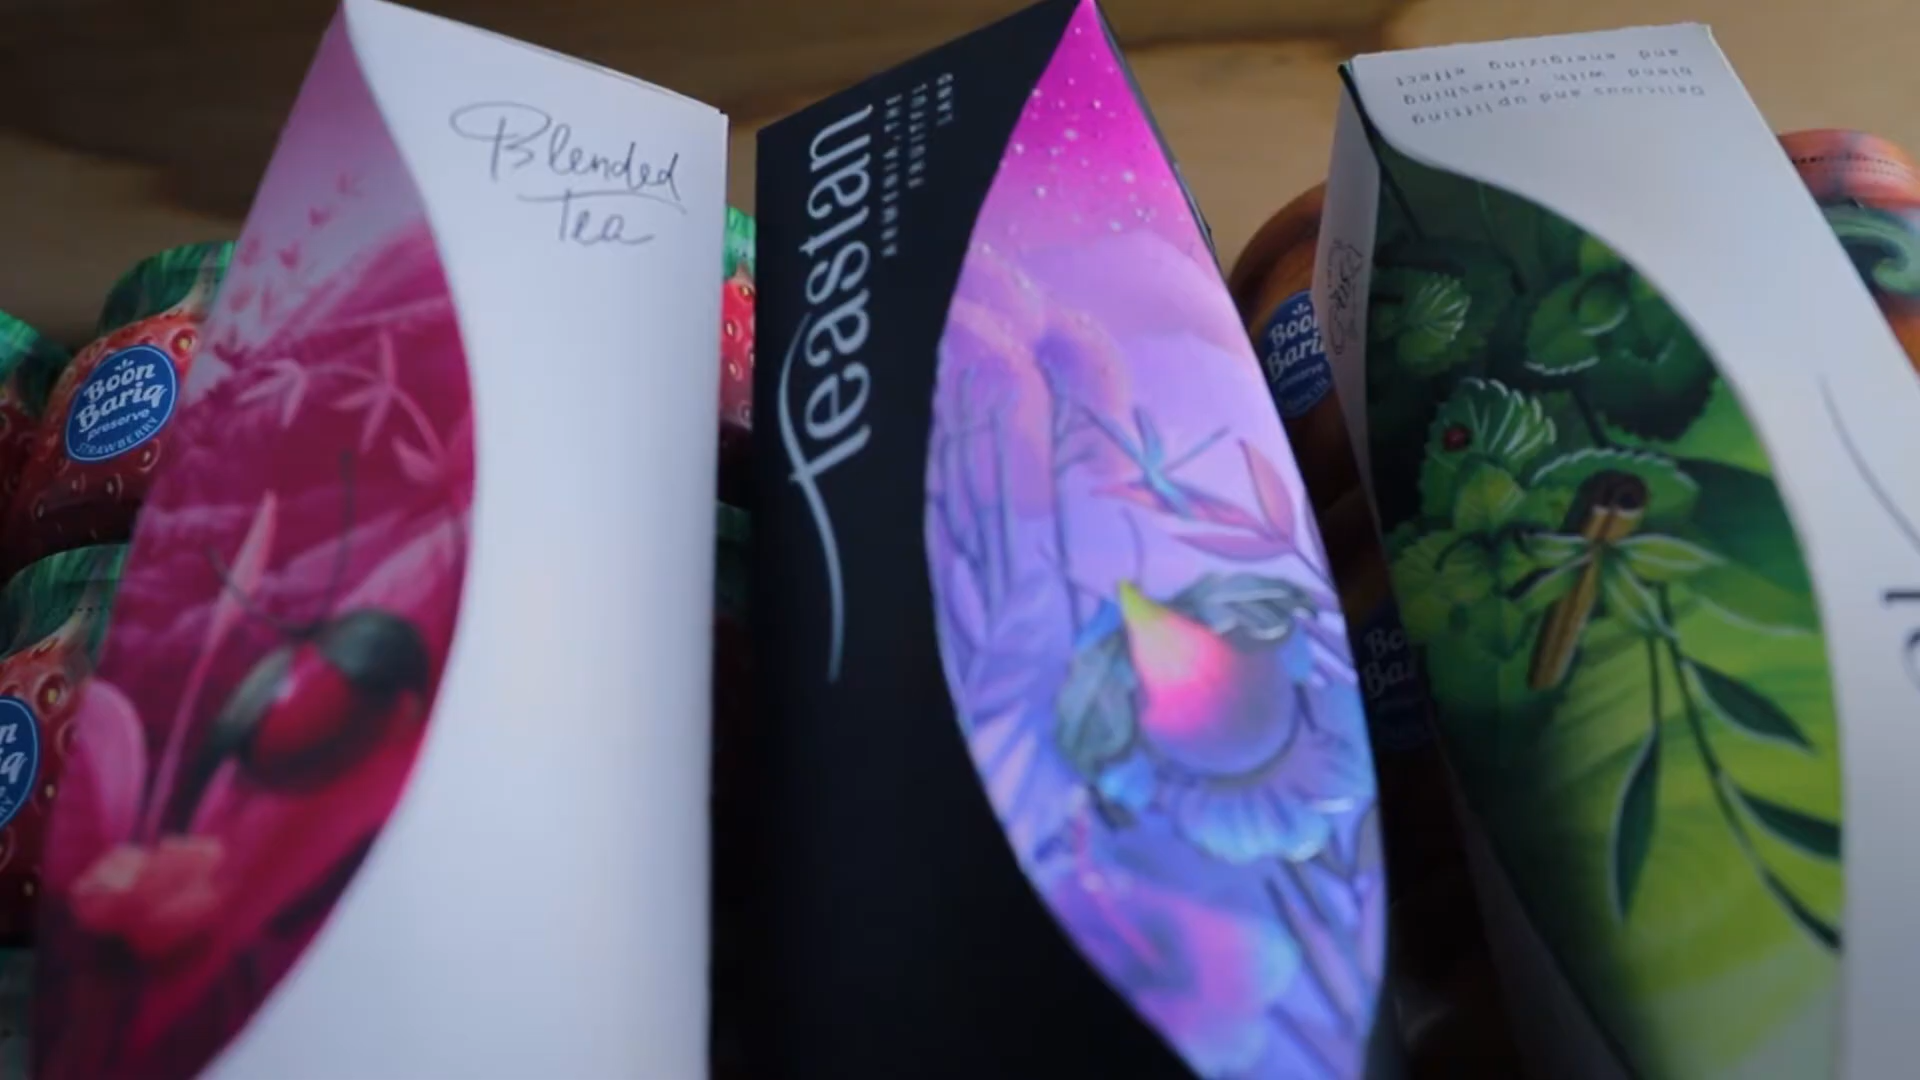 Blended
Tea
Teastan
ARMENIA, THE
FRUITFUL
LAND
Delicious and uplifting
blend with refreshing
and energizing effect
Boon
Bariq
preserve
STRAWBERRY
Boon
Bariq
preserve